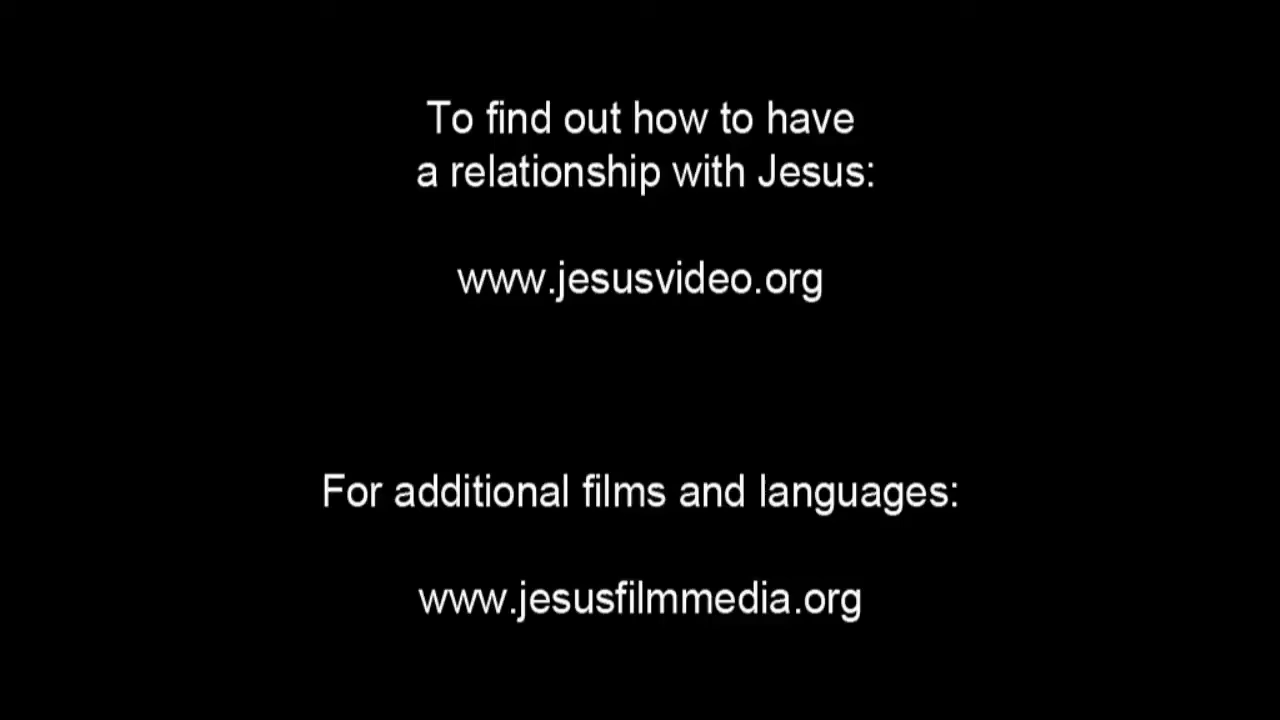 To find out how to have
a relationship with Jesus:
www.jesusvideo.org
For additional films and languages:
www.jesusfilmmedia.org